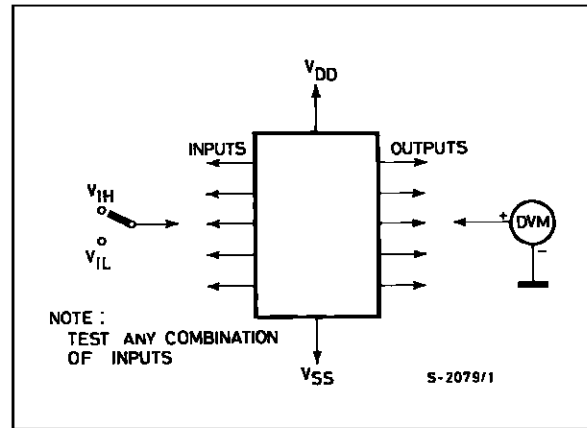 VDD
INPUTS
OUTPUTS
VIH
VIL
+
DVM
−
NOTE :
TEST ANY COMBINATION
OF INPUTS
VSS
S-2079/1